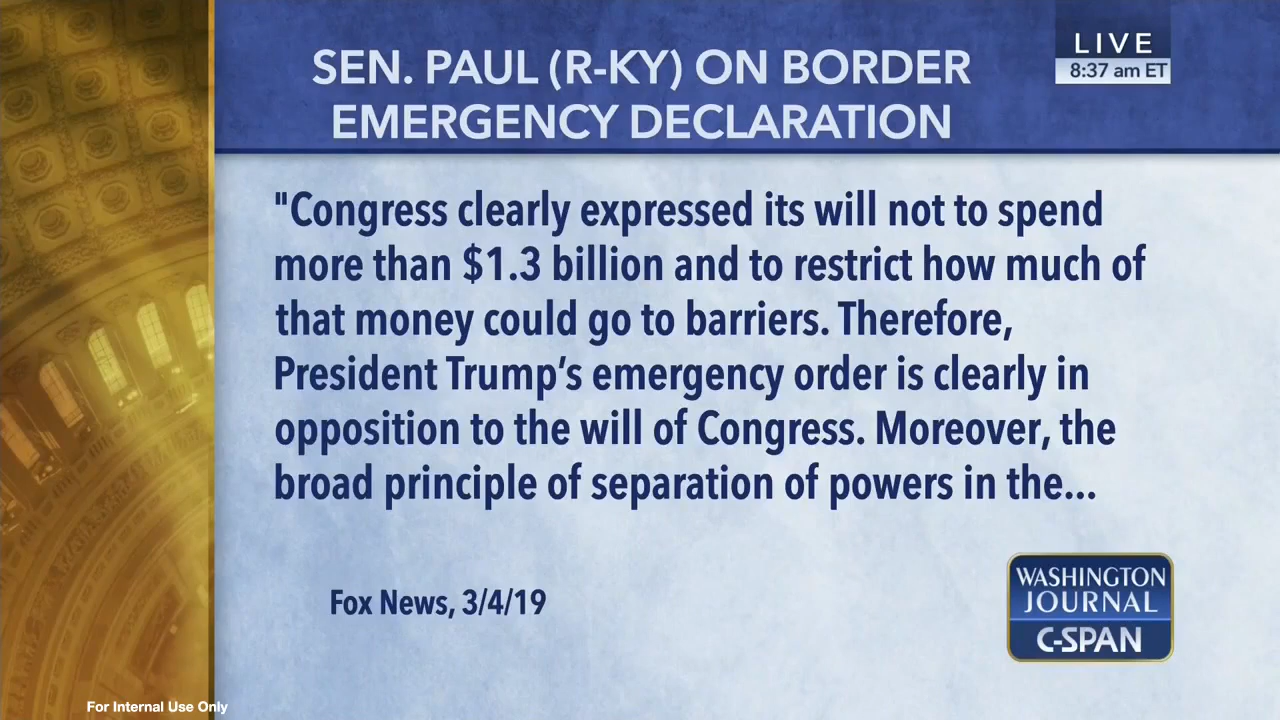 SEN. PAUL (R-KY) ON BORDER
EMERGENCY DECLARATION
LIVE
8:37 am ET
"Congress clearly expressed its will not to spend
more than $1.3 billion and to restrict how much of
that money could go to barriers. Therefore,
President Trump’s emergency order is clearly in
opposition to the will of Congress. Moreover, the
broad principle of separation of powers in the...
Fox News, 3/4/19
WASHINGTON
JOURNAL
C-SPAN
For Internal Use Only